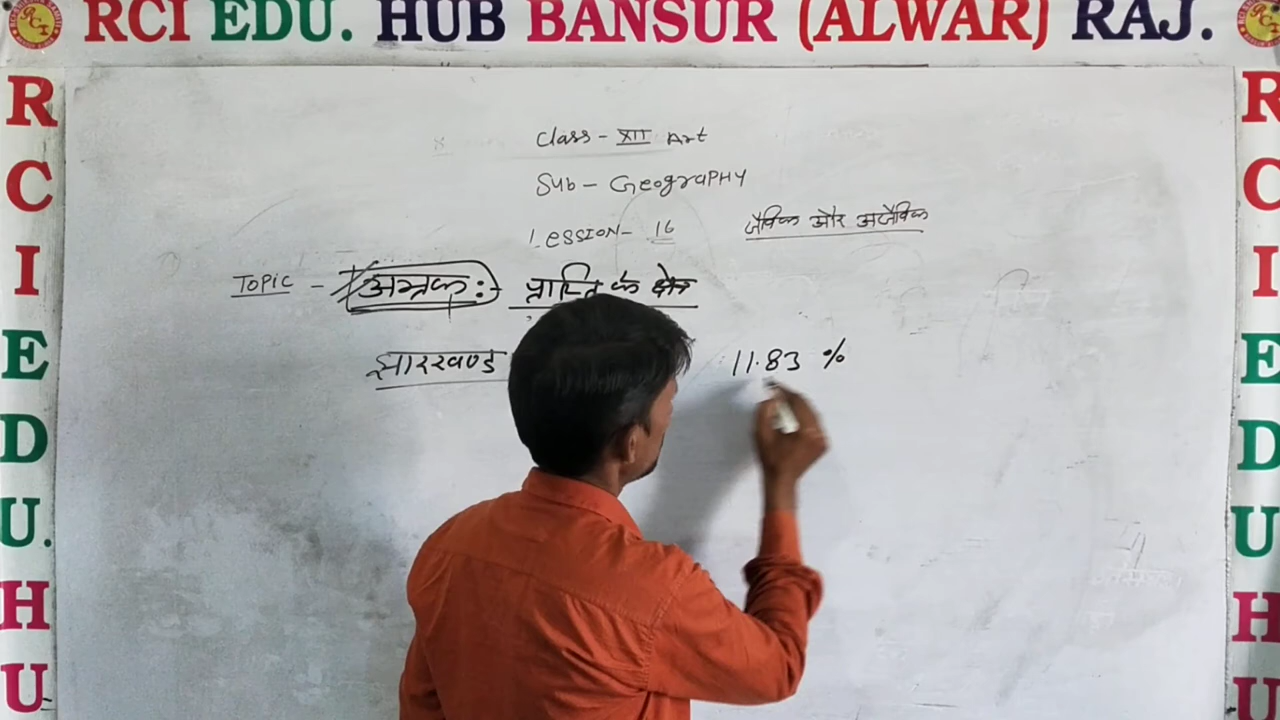 RCI EDU. HUB BANSUR (ALWAR) RAJ.
Class - XII Art
Sub - GeograPHY
LESSION - 16 जैविक और अजैविक
TOPIC - अभ्रक :- प्राप्ति के क्षेत्र
झारखण्ड 11.83 %
R
C
I
E
D
U.
H
U
R
C
I
E
D
U
H
U